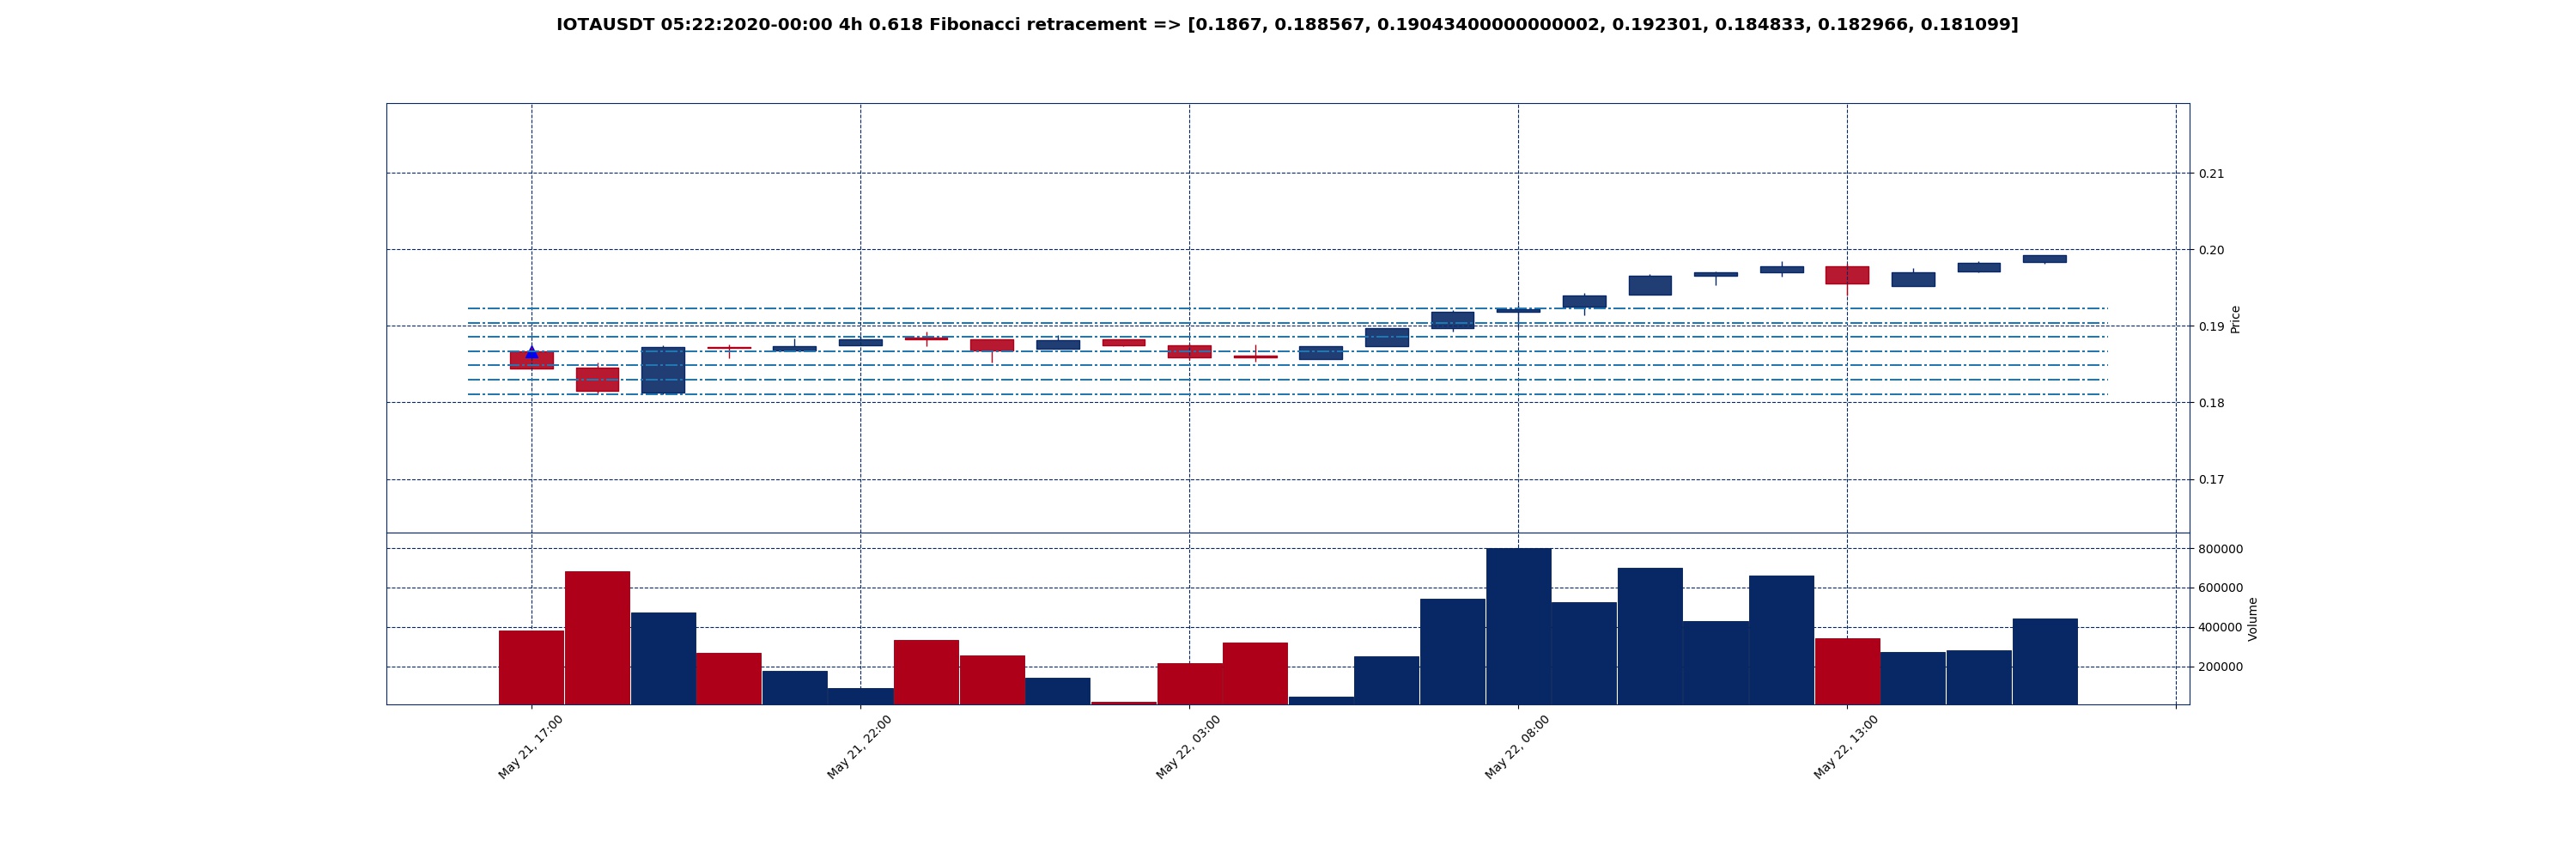 IOTAUSDT 05:22:2020-00:00 4h 0.618 Fibonacci retracement => [0.1867, 0.188567, 0.19043400000000002, 0.192301, 0.184833, 0.182966, 0.181099]
0.21
0.20
0.19
0.18
0.17
Price
800000
600000
400000
200000
Volume
May 21, 17:00
May 21, 22:00
May 22, 03:00
May 22, 08:00
May 22, 13:00